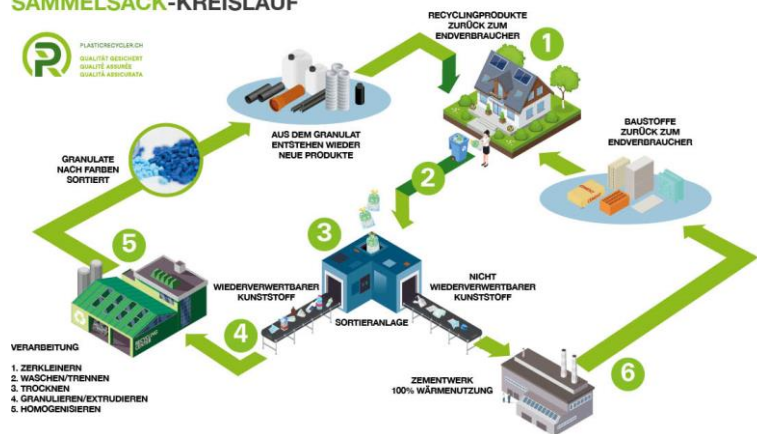 SAMMELSACK-KREISLAUF
PLASTICRECYCLER.CH
QUALITÄT GESICHERT
QUALITÉ ASSURÉE
QUALITÀ ASSICURATA
RECYCLINGPRODUKTE
ZURÜCK ZUM
ENDVERBRAUCHER
1
AUS DEM GRANULAT
ENTSTEHEN WIEDER
NEUE PRODUKTE
BAUSTOFFE
ZURÜCK ZUM
ENDVERBRAUCHER
GRANULATE
NACH FARBEN
SORTIERT
2
3
5
WIEDERVERWERTBARER
KUNSTSTOFF
NICHT
WIEDERVERWERTBARER
KUNSTSTOFF
SORTIERANLAGE
4
VERARBEITUNG
1. ZERKLEINERN
2. WASCHEN/TRENNEN
3. TROCKNEN
4. GRANULIEREN/EXTRUDIEREN
5. HOMOGENISIEREN
ZEMENTWERK
100% WÄRMENUTZUNG
6